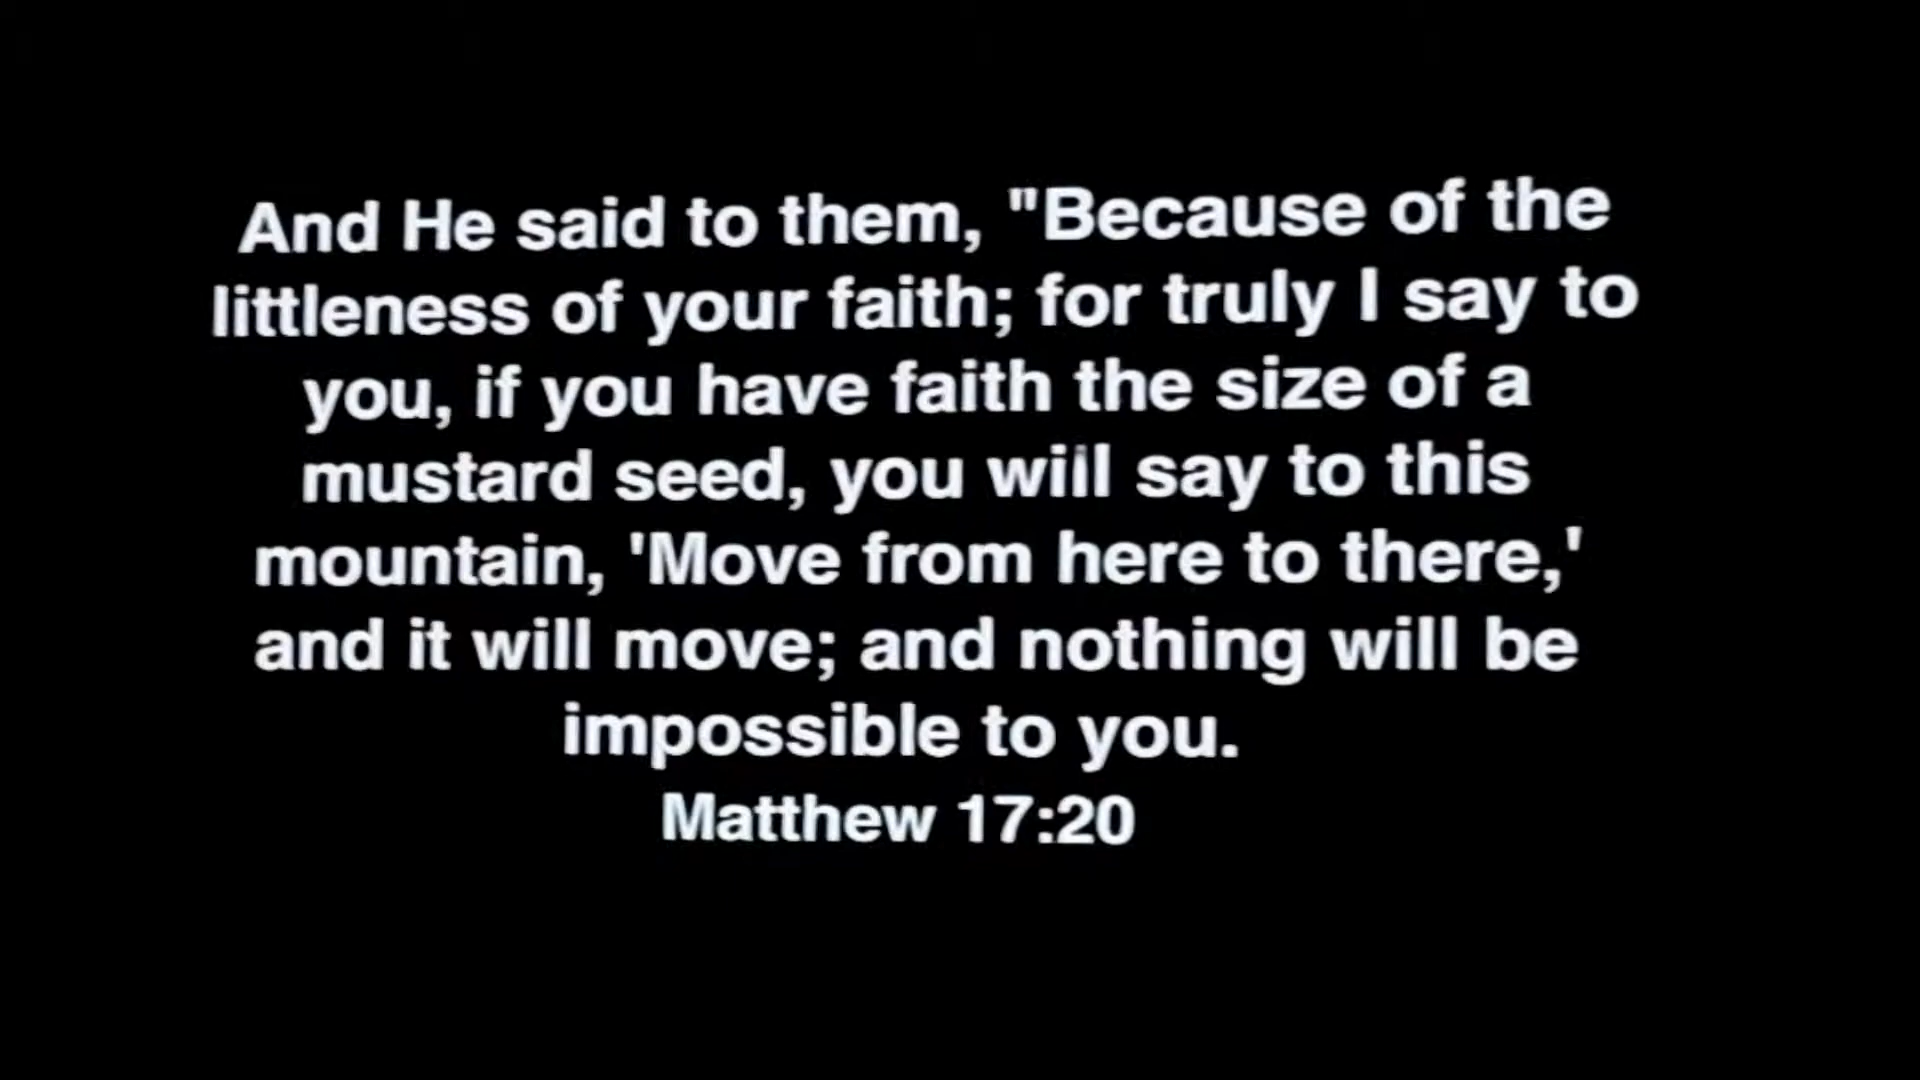 And He said to them, "Because of the
littleness of your faith; for truly I say to
you, if you have faith the size of a
mustard seed, you will say to this
mountain, 'Move from here to there,'
and it will move; and nothing will be
impossible to you.
Matthew 17:20